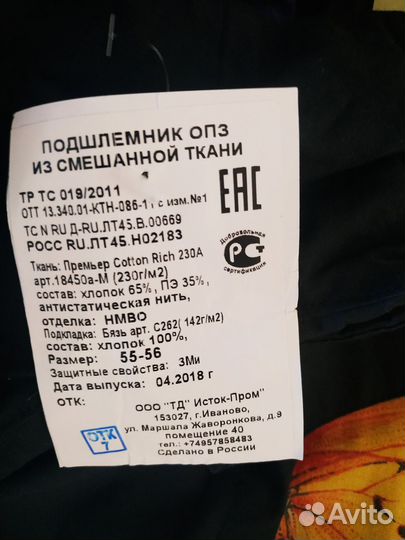 ПОДШЛЕМНИК ОПЗ
ИЗ СМЕШАННОЙ ТКАНИ
ТР ТС 019/2011
ОТТ 13.340.01-КТН-086-11 с изм.№1
ТС N RU Д-RU.ЛТ45.В.00669
РОСС RU.ЛТ45.Н02183
ЕАС
Добровольная
РСТ
сертификация
Ткань: Премьер Cotton Rich 230A
арт.18450а-М (230г/м2)
состав: хлопок 65%, ПЭ 35%,
антистатическая нить,
отделка: НМВО
Подкладка: Бязь арт. С262( 142г/м2)
состав: хлопок 100%,
Размер: 55-56
Защитные свойства: ЗМи
Дата выпуска: 04.2018 г
ОТК:
ОТК
7
ООО "ТД" Исток-Пром"
153027, г.Иваново,
ул. Маршала Жаворонкова, д.9
помещение 40
тел.: +74957858483
Сделано в России
Avito